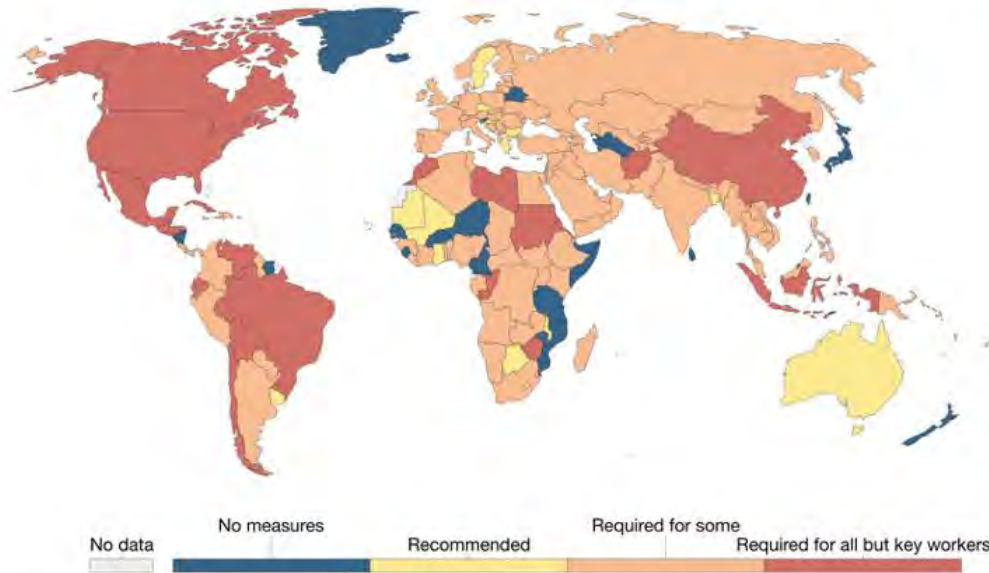 No measures
Required for some
No data
Recommended
Required for all but key workers